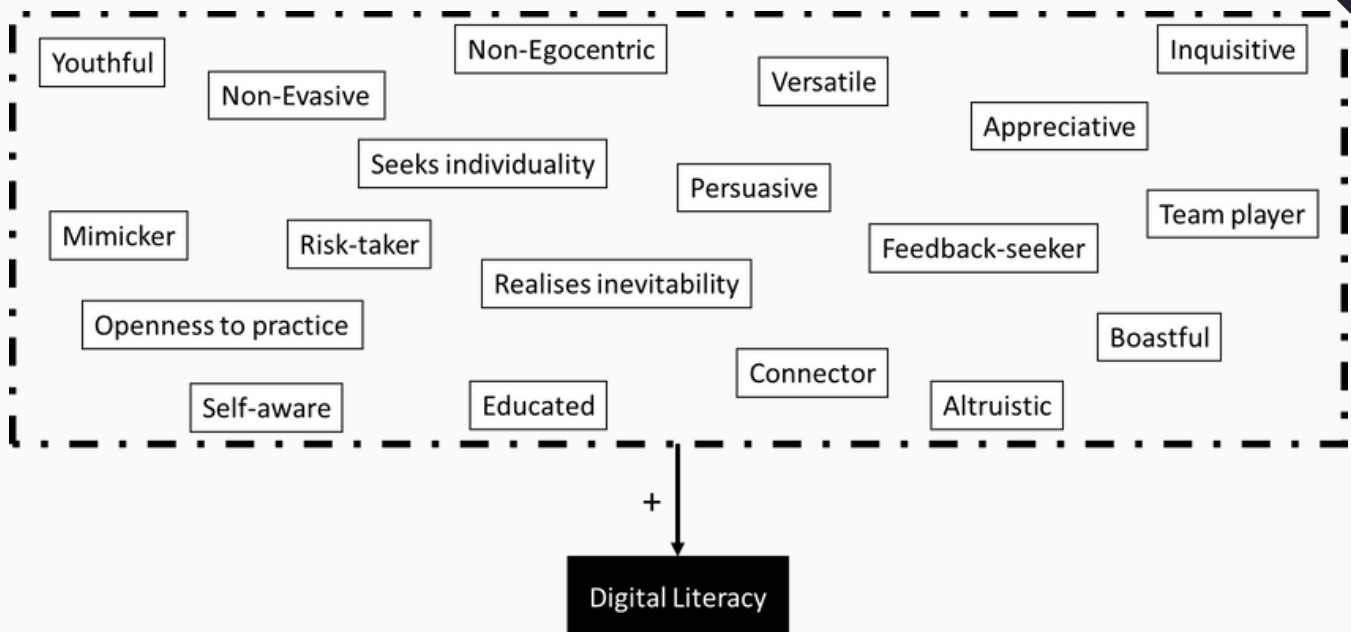 Youthful
Non-Egocentric
Inquisitive
Versatile
Non-Evasive
Appreciative
Seeks individuality
Persuasive
Team player
Mimicker
Risk-taker
Feedback-seeker
Realises inevitability
Openness to practice
Boastful
Connector
Self-aware
Educated
Altruistic
+
Digital Literacy